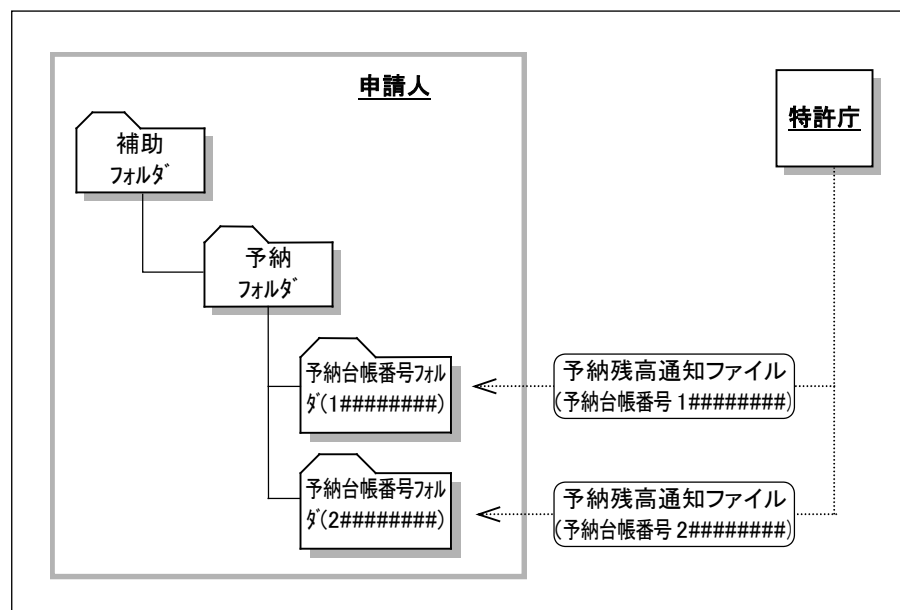 申請人
特許庁
補助
フォルダ
予納
フォルダ
予納台帳番号フォル
ダ(1########)
予納残高通知ファイル
(予納台帳番号 1########)
予納台帳番号フォル
ダ(2########)
予納残高通知ファイル
(予納台帳番号 2########)